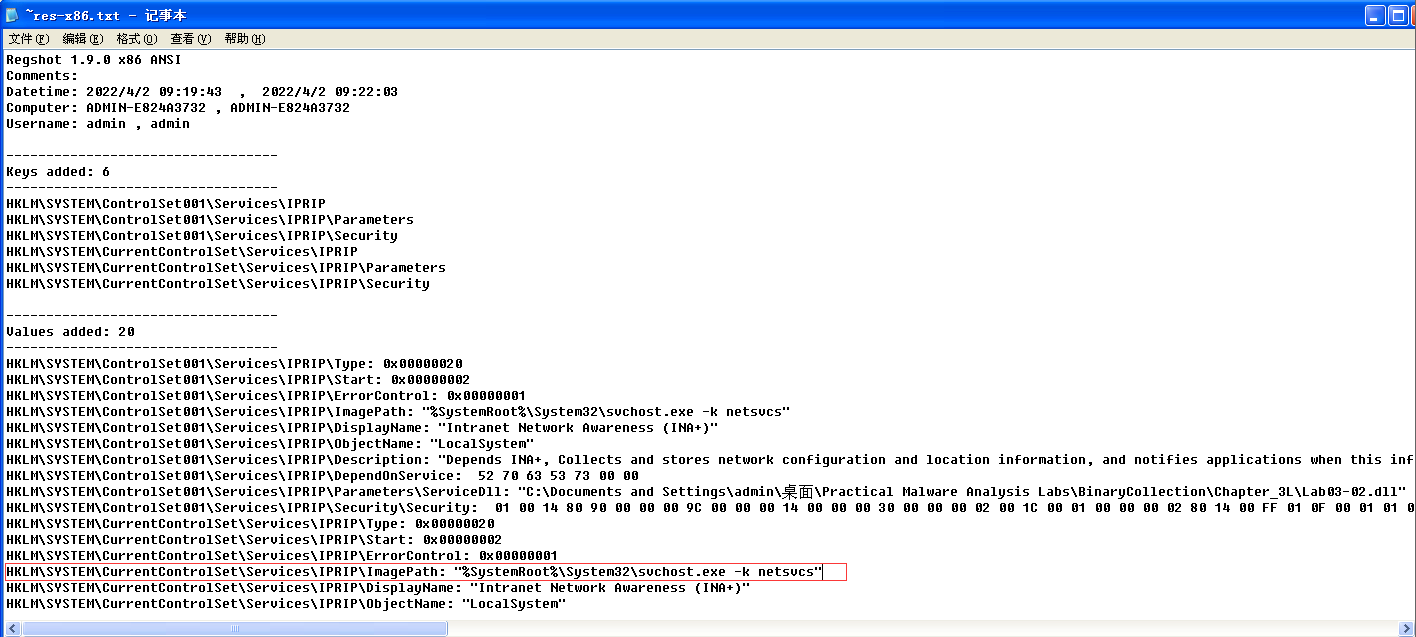 ~res-x86.txt - 记事本
文件(F) 编辑(E) 格式(O) 查看(V) 帮助(H)
Regshot 1.9.0 x86 ANSI
Comments:
Datetime: 2022/4/2 09:19:43  ,  2022/4/2 09:22:03
Computer: ADMIN-E824A3732 , ADMIN-E824A3732
Username: admin , admin
----------------------------------
Keys added: 6
----------------------------------
HKLM\SYSTEM\ControlSet001\Services\IPRIP
HKLM\SYSTEM\ControlSet001\Services\IPRIP\Parameters
HKLM\SYSTEM\ControlSet001\Services\IPRIP\Security
HKLM\SYSTEM\CurrentControlSet\Services\IPRIP
HKLM\SYSTEM\CurrentControlSet\Services\IPRIP\Parameters
HKLM\SYSTEM\CurrentControlSet\Services\IPRIP\Security
----------------------------------
Values added: 20
----------------------------------
HKLM\SYSTEM\ControlSet001\Services\IPRIP\Type: 0x00000020
HKLM\SYSTEM\ControlSet001\Services\IPRIP\Start: 0x00000002
HKLM\SYSTEM\ControlSet001\Services\IPRIP\ErrorControl: 0x00000001
HKLM\SYSTEM\ControlSet001\Services\IPRIP\ImagePath: "%SystemRoot%\System32\svchost.exe -k netsvcs"
HKLM\SYSTEM\ControlSet001\Services\IPRIP\DisplayName: "Intranet Network Awareness (INA+)"
HKLM\SYSTEM\ControlSet001\Services\IPRIP\ObjectName: "LocalSystem"
HKLM\SYSTEM\ControlSet001\Services\IPRIP\Description: "Depends INA+, Collects and stores network configuration and location information, and notifies applications when this inf
HKLM\SYSTEM\ControlSet001\Services\IPRIP\DependOnService:  52 70 63 53 73 00 00
HKLM\SYSTEM\ControlSet001\Services\IPRIP\Parameters\ServiceDll: "C:\Documents and Settings\admin\桌面\Practical Malware Analysis Labs\BinaryCollection\Chapter_3L\Lab03-02.dll"
HKLM\SYSTEM\ControlSet001\Services\IPRIP\Security\Security:  01 00 14 80 90 00 00 00 9C 00 00 00 14 00 00 00 30 00 00 00 02 00 1C 00 01 00 00 00 02 80 14 00 FF 01 0F 00 01 01 0
HKLM\SYSTEM\CurrentControlSet\Services\IPRIP\Type: 0x00000020
HKLM\SYSTEM\CurrentControlSet\Services\IPRIP\Start: 0x00000002
HKLM\SYSTEM\CurrentControlSet\Services\IPRIP\ErrorControl: 0x00000001
HKLM\SYSTEM\CurrentControlSet\Services\IPRIP\ImagePath: "%SystemRoot%\System32\svchost.exe -k netsvcs"
HKLM\SYSTEM\CurrentControlSet\Services\IPRIP\DisplayName: "Intranet Network Awareness (INA+)"
HKLM\SYSTEM\CurrentControlSet\Services\IPRIP\ObjectName: "LocalSystem"